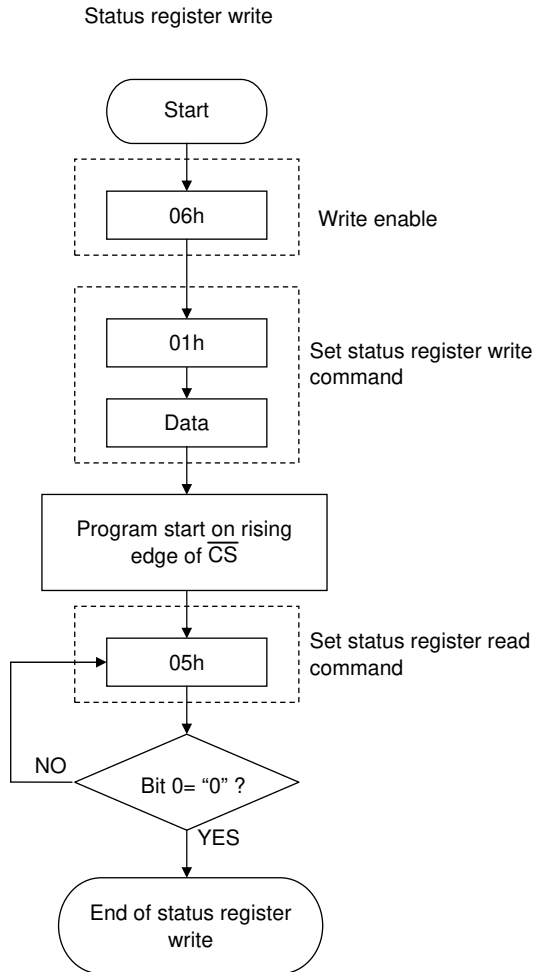 Status register write
Start
06h
Write enable
01h
Set status register write
command
Data
Program start on rising
edge of C̅S̅
Set status register read
command
05h
NO
Bit 0= “0” ?
YES
End of status register
write